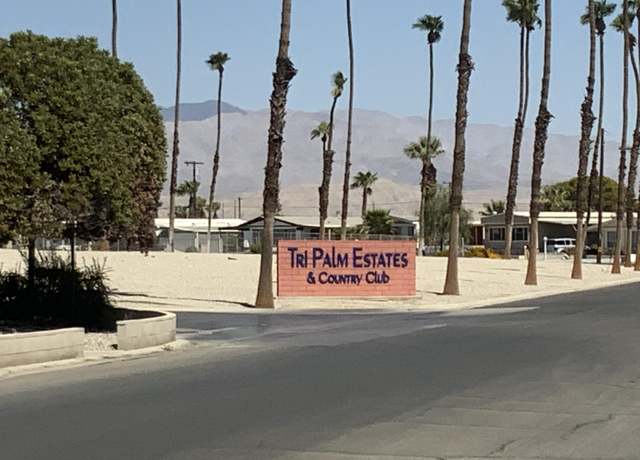 Tri Palm Estates
& Country Club